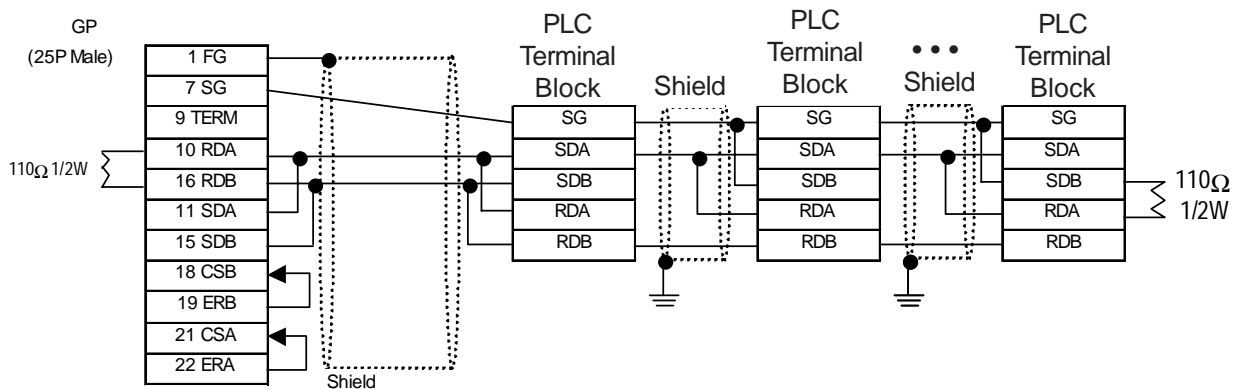 GP
(25P Male)
1 FG
7 SG
9 TERM
10 RDA
16 RDB
11 SDA
15 SDB
18 CSB
19 ERB
21 CSA
22 ERA
110Ω 1/2W
Shield
PLC
Terminal
Block
SG
SDA
SDB
RDA
RDB
Shield
PLC
Terminal
Block
SG
SDA
SDB
RDA
RDB
•••
Shield
PLC
Terminal
Block
SG
SDA
SDB
RDA
RDB
110Ω
1/2W